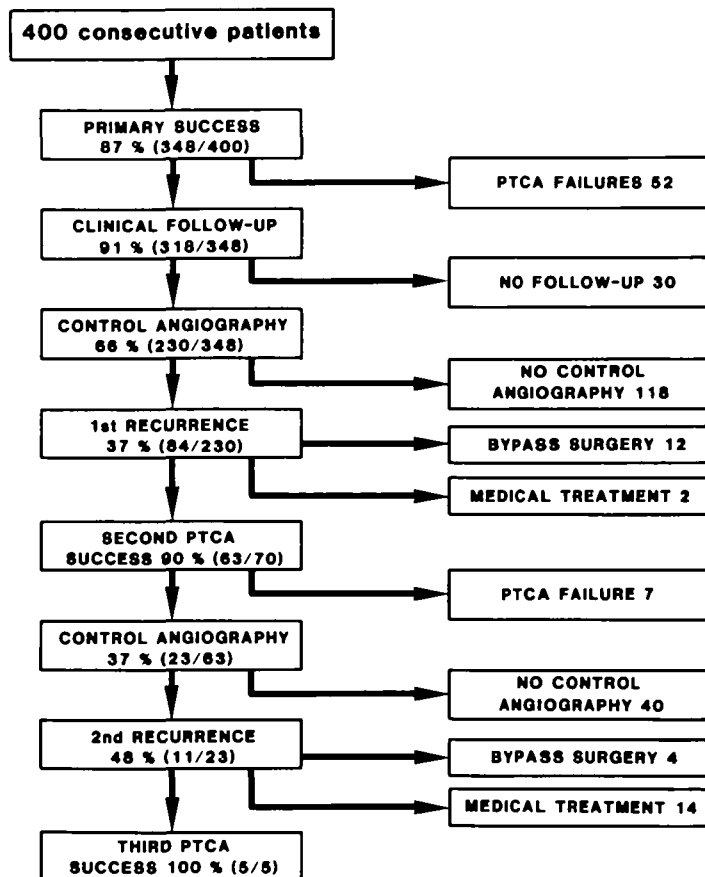 400 consecutive patients
PRIMARY SUCCESS
87 % (348/400)
PTCA FAILURES 52
CLINICAL FOLLOW-UP
91 % (318/348)
NO FOLLOW-UP 30
CONTROL ANGIOGRAPHY
66 % (230/348)
NO CONTROL
ANGIOGRAPHY 118
1st RECURRENCE
37 % (84/230)
BYPASS SURGERY 12
MEDICAL TREATMENT 2
SECOND PTCA
SUCCESS 90 % (63/70)
PTCA FAILURE 7
CONTROL ANGIOGRAPHY
37 % (23/63)
NO CONTROL
ANGIOGRAPHY 40
2nd RECURRENCE
48 % (11/23)
BYPASS SURGERY 4
MEDICAL TREATMENT 14
THIRD PTCA
SUCCESS 100 % (5/5)